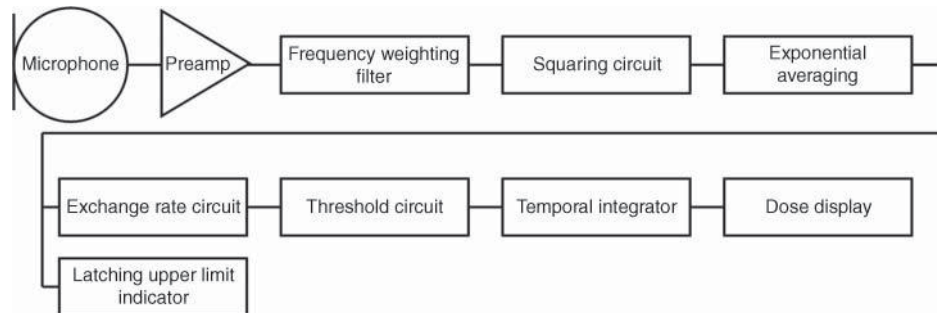 Microphone
Preamp
Frequency weighting
filter
Squaring circuit
Exponential
averaging
Exchange rate circuit
Threshold circuit
Temporal integrator
Dose display
Latching upper limit
indicator